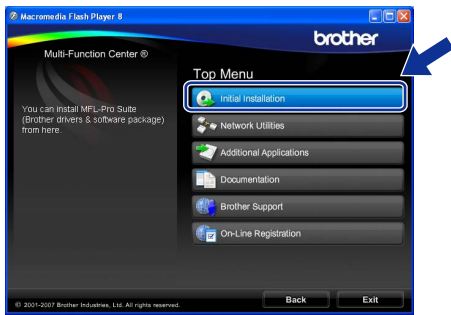 Macromedia Flash Player 8
brother
Multi-Function Center ®
Top Menu
You can install MFL-Pro Suite
(Brother drivers & software package)
from here.
Initial Installation
Network Utilities
Additional Applications
Documentation
Brother Support
On-Line Registration
© 2001-2007 Brother Industries, Ltd. All rights reserved.
Back
Exit